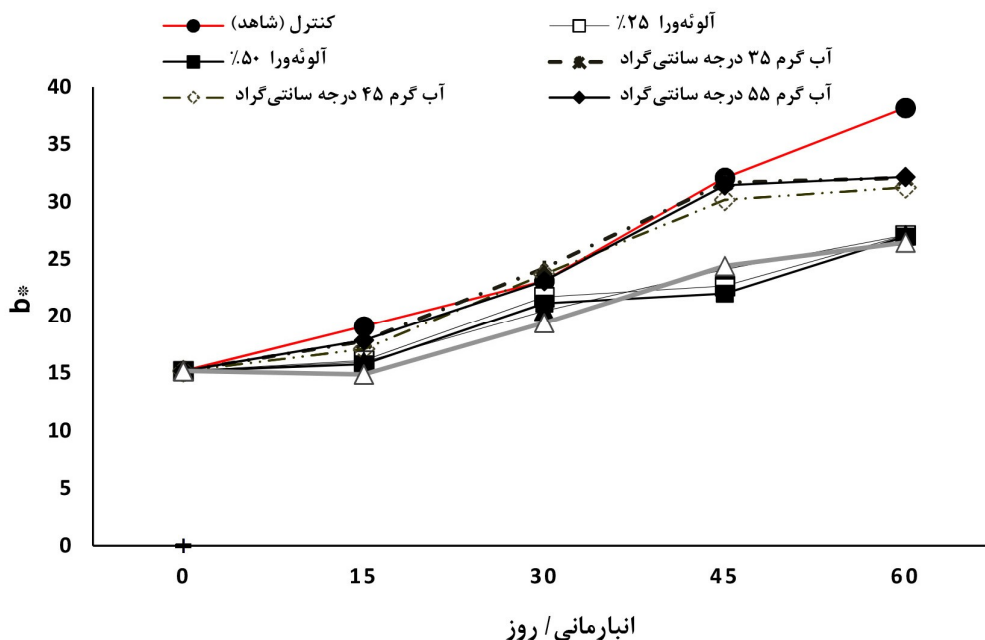 کنترل (شاهد)
آلوئه‌ورا ۲۵٪
آلوئه‌ورا ۵۰٪
آب گرم ۳۵ درجه سانتی‌گراد
آب گرم ۴۵ درجه سانتی‌گراد
آب گرم ۵۵ درجه سانتی‌گراد
40
35
30
25
20
15
10
5
0
b*
0 15 30 45 60
انبارمانی/ روز